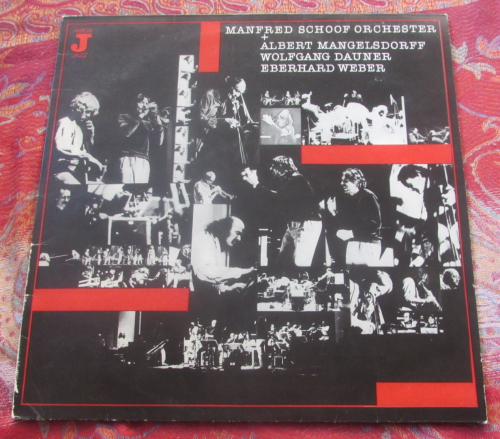 J
MANFRED SCHOOF ORCHESTER
+
ALBERT MANGELSDORFF
WOLFGANG DAUNER
EBERHARD WEBER